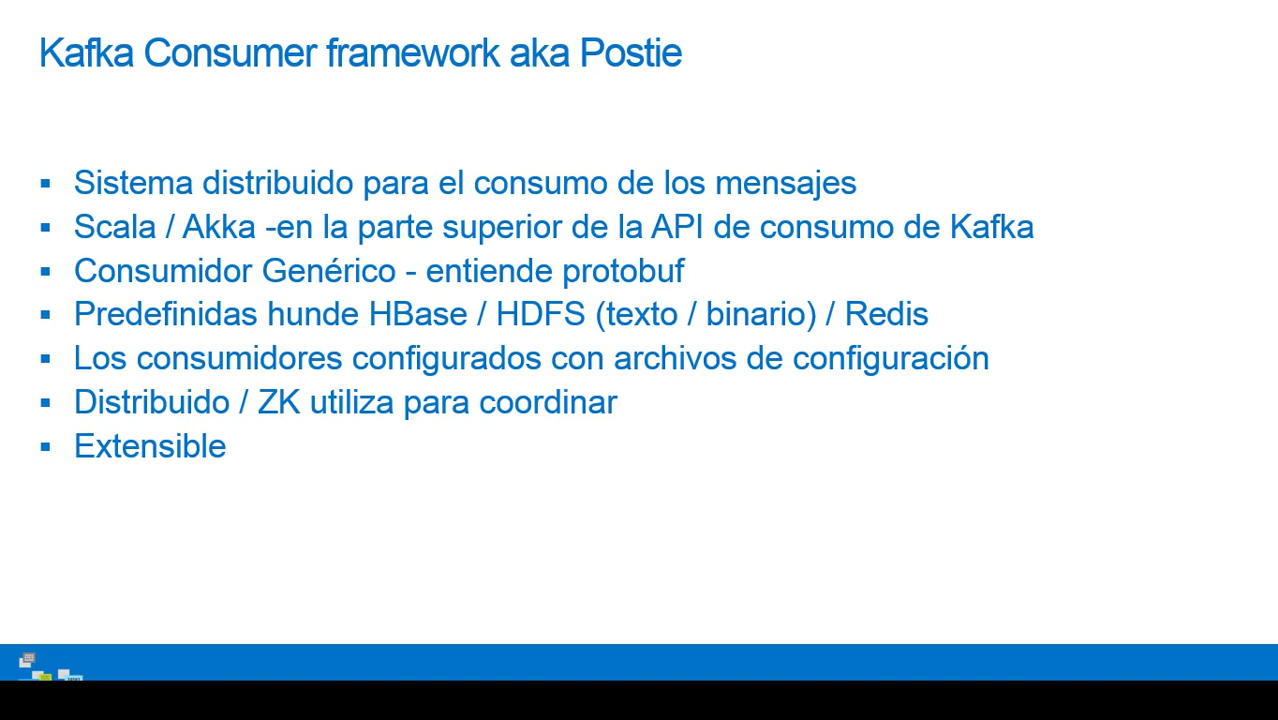 Kafka Consumer framework aka Postie
▪ Sistema distribuido para el consumo de los mensajes
▪ Scala / Akka -en la parte superior de la API de consumo de Kafka
▪ Consumidor Genérico - entiende protobuf
▪ Predefinidas hunde HBase / HDFS (texto / binario) / Redis
▪ Los consumidores configurados con archivos de configuración
▪ Distribuido / ZK utiliza para coordinar
▪ Extensible